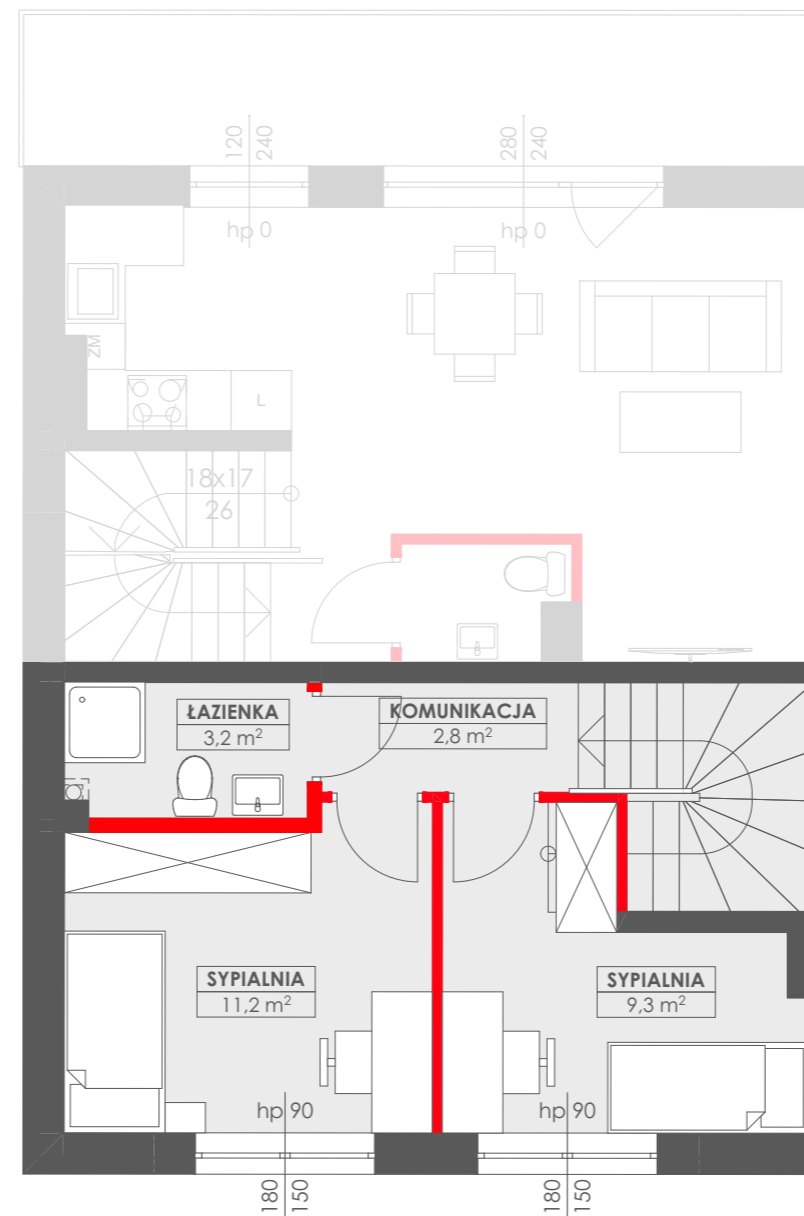 120
240
280
240
hp 0
hp 0
ZM
L
18x17
26
ŁAZIENKA
3,2 m²
KOMUNIKACJA
2,8 m²
SYPIALNIA
11,2 m²
SYPIALNIA
9,3 m²
hp 90
hp 90
180
150
180
150